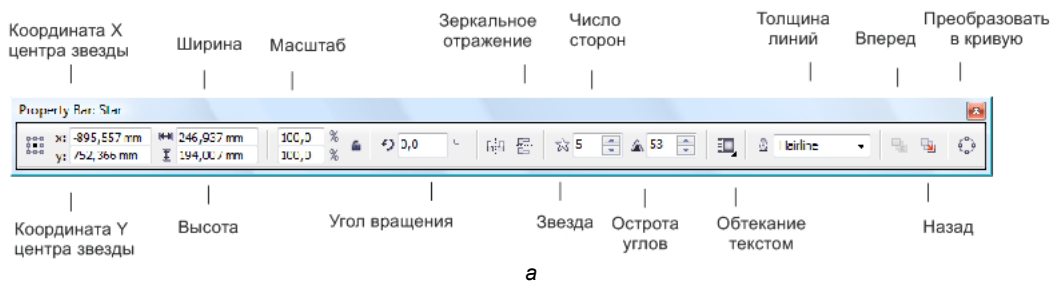 Координата X
центра звезды
Ширина
Масштаб
Зеркальное
отражение
Число
сторон
Толщина
линий
Вперед
Преобразовать
в кривую
Property Bar: Star
x: -895,557 mm
y: 752,366 mm
246,937 mm
194,007 mm
100,0 %
100,0 %
0,0
5
53
Hairline
Координата Y
центра звезды
Высота
Угол вращения
Звезда
Острота
углов
Обтекание
текстом
Назад
а